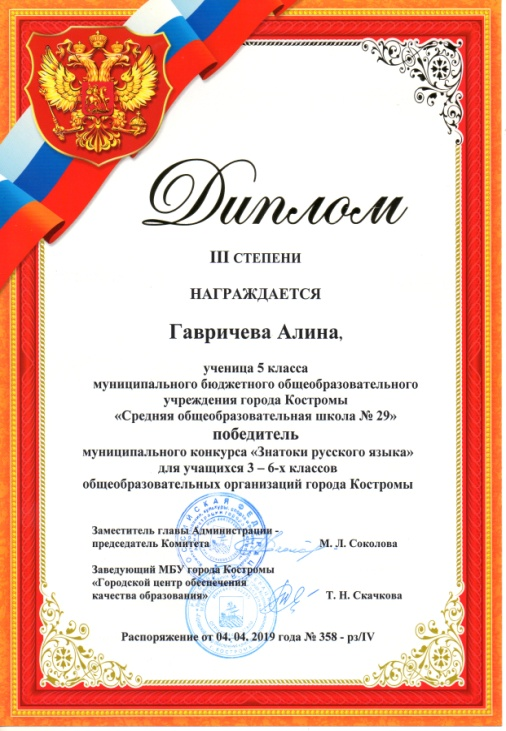 Диплом
III СТЕПЕНИ
НАГРАЖДАЕТСЯ
Гавричева Алина,
ученица 5 класса
муниципального бюджетного общеобразовательного
учреждения города Костромы
«Средняя общеобразовательная школа № 29»
победитель
муниципального конкурса «Знатоки русского языка»
для учащихся 3 – 6-х классов
общеобразовательных организаций города Костромы
Заместитель главы Администрации -
председатель Комитета М. Л. Соколова
Заведующий МБУ города Костромы
«Городской центр обеспечения
качества образования» Т. Н. Скачкова
Распоряжение от 04. 04. 2019 года № 358 - рз/IV